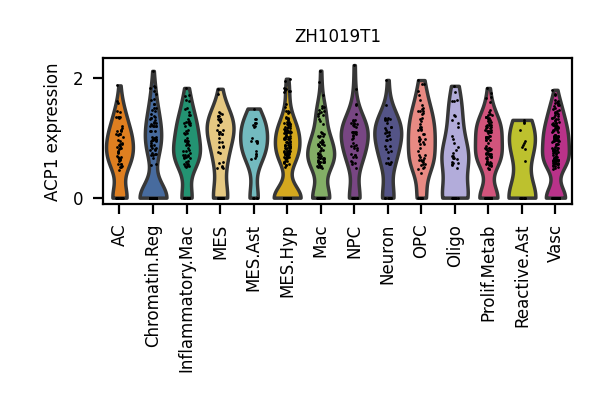 ZH1019T1
ACP1 expression
2
0
AC
Chromatin.Reg
Inflammatory.Mac
MES
MES.Ast
MES.Hyp
Mac
NPC
Neuron
OPC
Oligo
Prolif.Metab
Reactive.Ast
Vasc